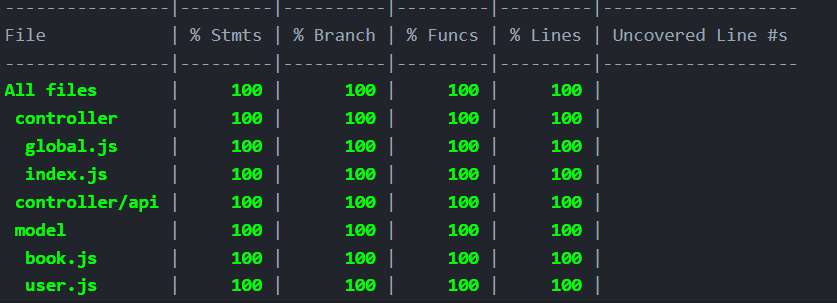 ----------------|---------|----------|---------|---------|-------------------
File            | % Stmts | % Branch | % Funcs | % Lines | Uncovered Line #s
----------------|---------|----------|---------|---------|-------------------
All files       |     100 |      100 |     100 |     100 |
 controller     |     100 |      100 |     100 |     100 |
  global.js     |     100 |      100 |     100 |     100 |
  index.js      |     100 |      100 |     100 |     100 |
 controller/api |     100 |      100 |     100 |     100 |
 model          |     100 |      100 |     100 |     100 |
  book.js       |     100 |      100 |     100 |     100 |
  user.js       |     100 |      100 |     100 |     100 |